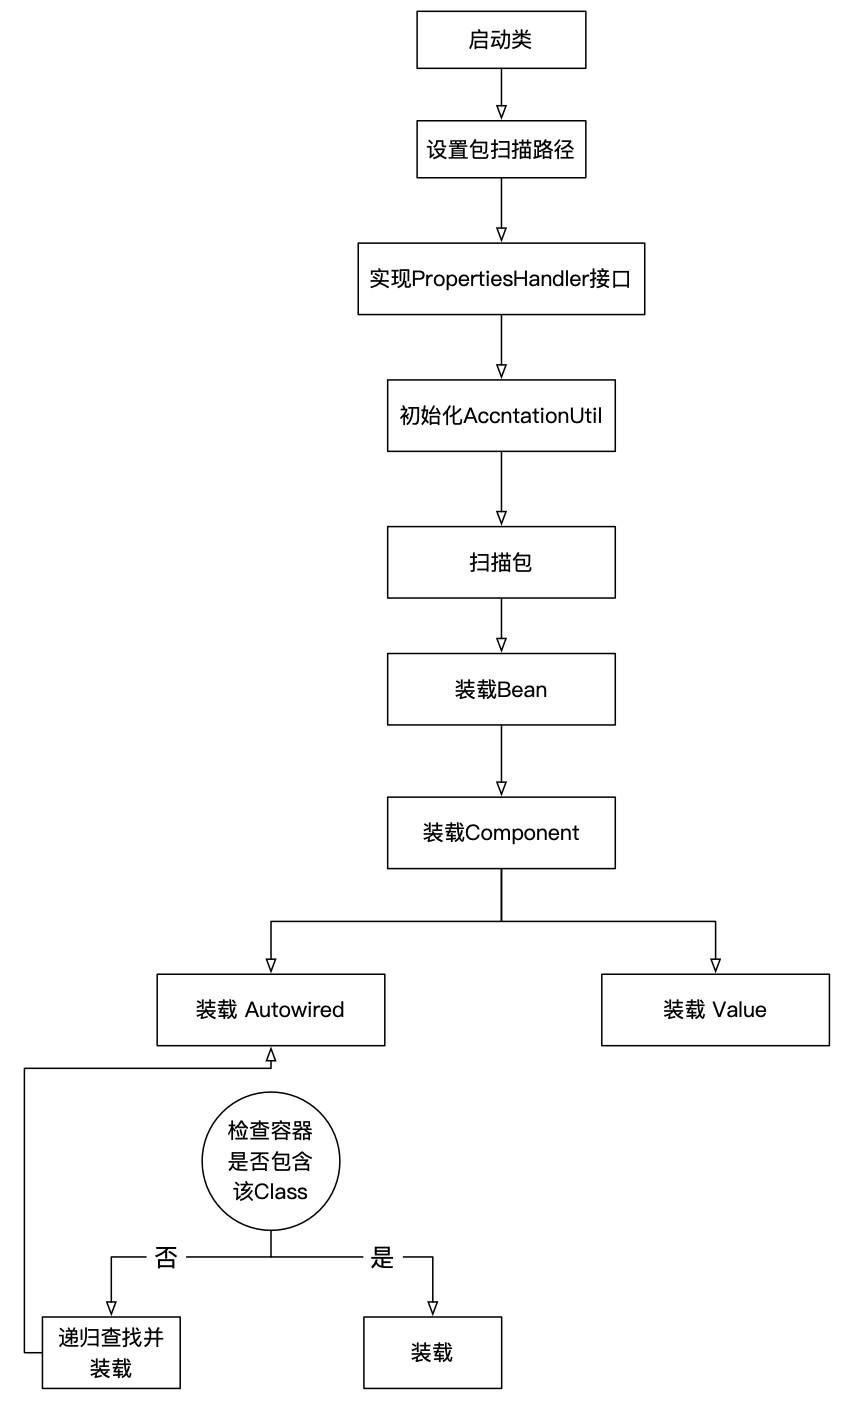 启动类
设置包扫描路径
实现PropertiesHandler接口
初始化AccntationUtil
扫描包
装载Bean
装载Component
装载 Autowired
装载 Value
检查容器
是否包含
该Class
否
是
递归查找并
装载
装载